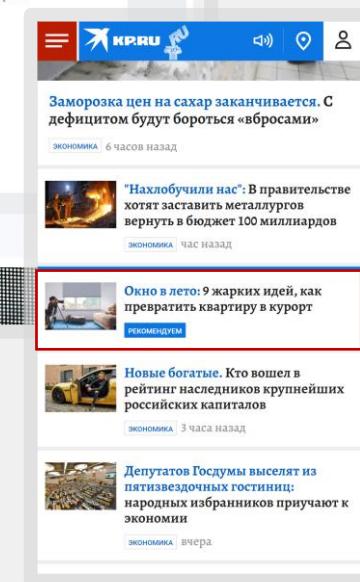 KP.RU
Заморозка цен на сахар заканчивается. С
дефицитом будут бороться «вбросами»
ЭКОНОМИКА 6 часов назад
"Нахлобучили нас": В правительстве
хотят заставить металлургов
вернуть в бюджет 100 миллиардов
ЭКОНОМИКА час назад
Окно в лето: 9 жарких идей, как
превратить квартиру в курорт
РЕКОМЕНДУЕМ
Новые богатые. Кто вошел в
рейтинг наследников крупнейших
российских капиталов
ЭКОНОМИКА 3 часа назад
Депутатов Госдумы выселят из
пятизвездочных гостиниц:
народных избранников приучают к
экономии
ЭКОНОМИКА вчера